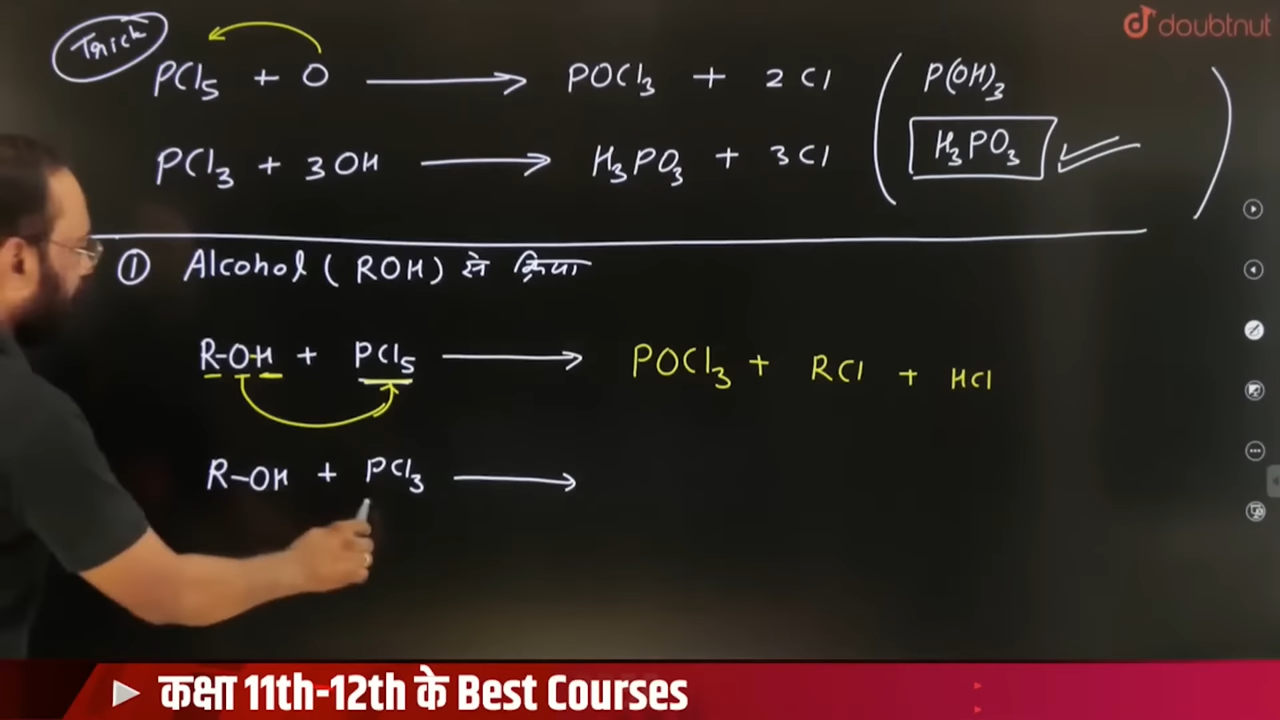 doubtnut
Trick
PCl₅ + O ⟶ POCl₃ + 2Cl
P(OH)₃
PCl₃ + 3OH ⟶ H₃PO₃ + 3Cl
H₃PO₃
① Alcohol (ROH) से क्रिया
R-OH + PCl₅ ⟶ POCl₃ + RCl + HCl
R-OH + PCl₃ ⟶
कक्षा 11th-12th के Best Courses